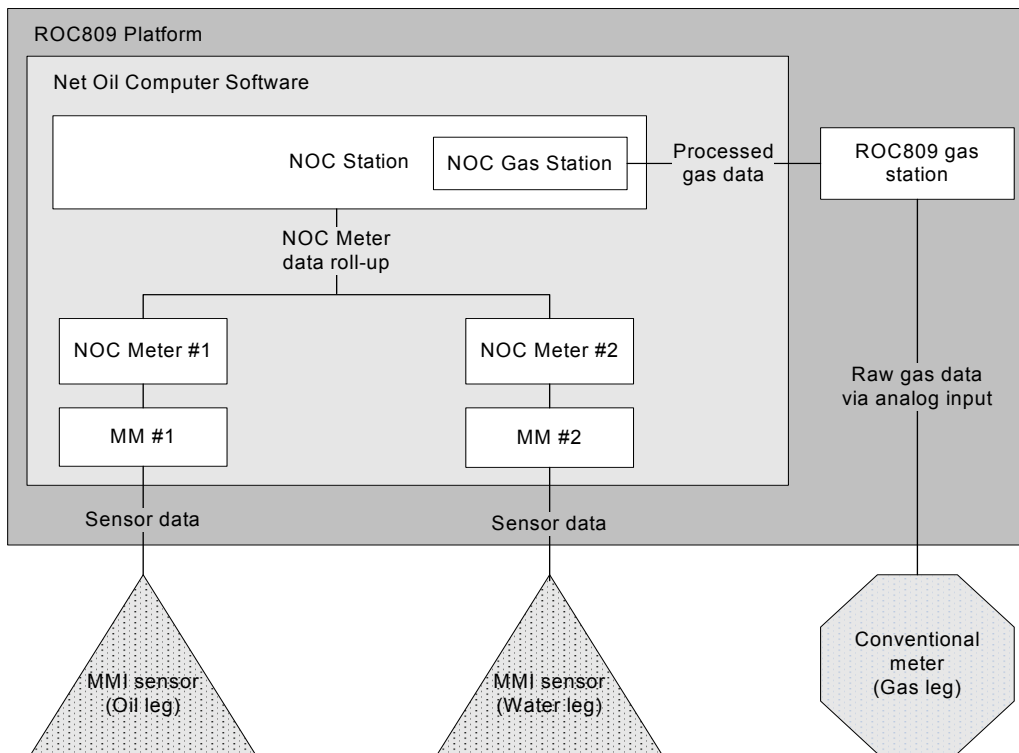 ROC809 Platform
Net Oil Computer Software
NOC Station
NOC Gas Station
Processed
gas data
ROC809 gas
station
NOC Meter
data roll-up
NOC Meter #1
NOC Meter #2
Raw gas data
via analog input
MM #1
MM #2
Sensor data
Sensor data
MMI sensor
(Oil leg)
MMI sensor
(Water leg)
Conventional
meter
(Gas leg)